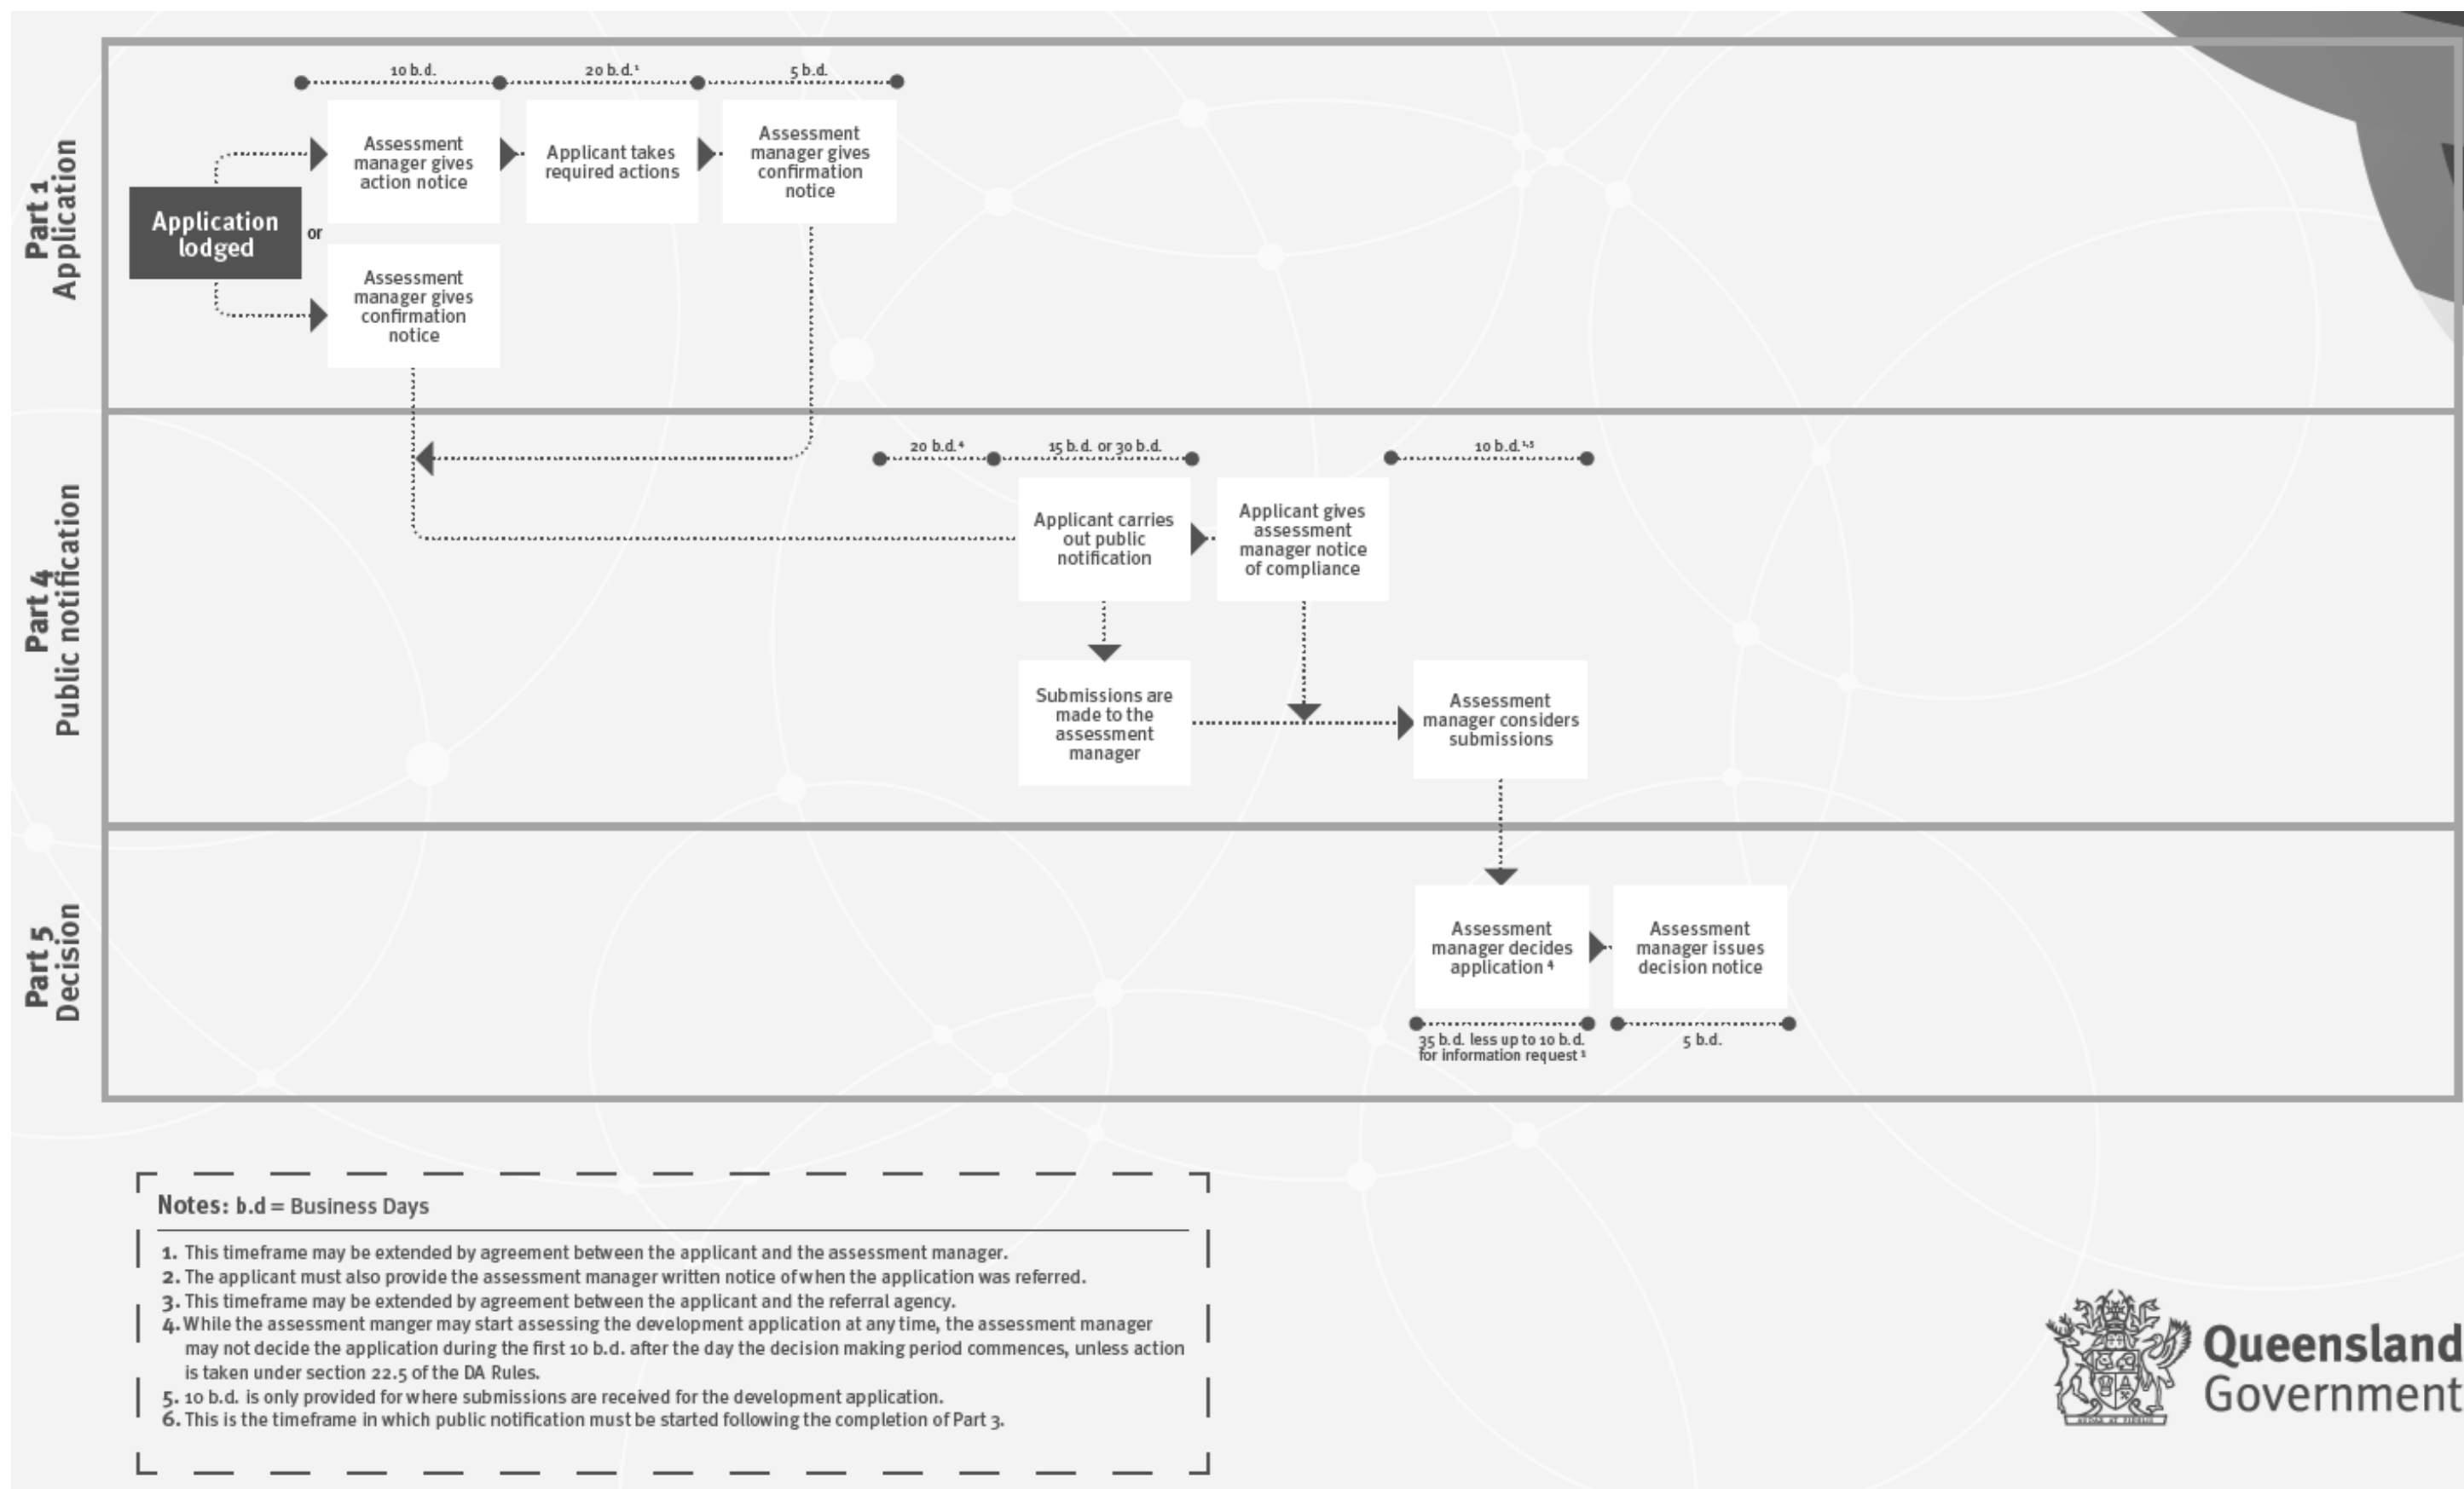 Part 1
Application
10 b.d.
20 b.d.¹
5 b.d.
Application
lodged
or
Assessment
manager gives
action notice
Applicant takes
required actions
Assessment
manager gives
confirmation
notice
Assessment
manager gives
confirmation
notice
Part 4
Public notification
20 b.d.⁴
15 b.d. or 30 b.d.
10 b.d.¹,⁵
Applicant carries
out public
notification
Applicant gives
assessment
manager notice
of compliance
Submissions are
made to the
assessment
manager
Assessment
manager considers
submissions
Part 5
Decision
Assessment
manager decides
application ⁴
Assessment
manager issues
decision notice
35 b.d. less up to 10 b.d.
for information request ¹
5 b.d.
Notes: b.d = Business Days
1. This timeframe may be extended by agreement between the applicant and the assessment manager.
2. The applicant must also provide the assessment manager written notice of when the application was referred.
3. This timeframe may be extended by agreement between the applicant and the referral agency.
4. While the assessment manger may start assessing the development application at any time, the assessment manager
may not decide the application during the first 10 b.d. after the day the decision making period commences, unless action
is taken under section 22.5 of the DA Rules.
5. 10 b.d. is only provided for where submissions are received for the development application.
6. This is the timeframe in which public notification must be started following the completion of Part 3.
Queensland
Government